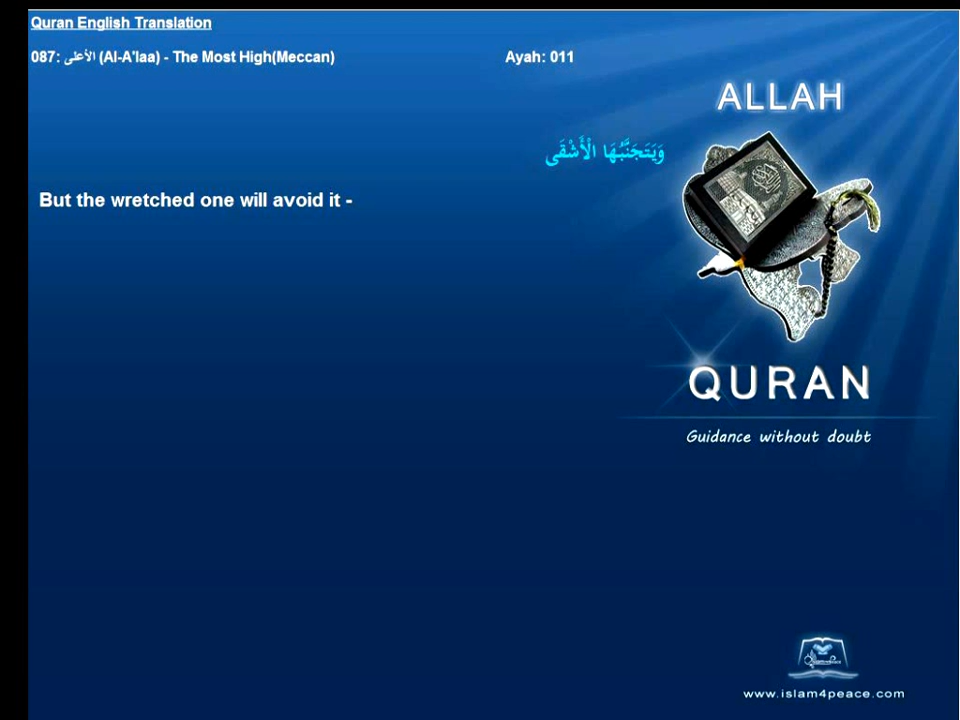 Quran English Translation
087: الأعلى (Al-A'laa) - The Most High(Meccan) Ayah: 011
ALLAH
وَيَتَجَنَّبُهَا الْأَشْقَى
But the wretched one will avoid it -
QURAN
Guidance without doubt
www.islam4peace.com